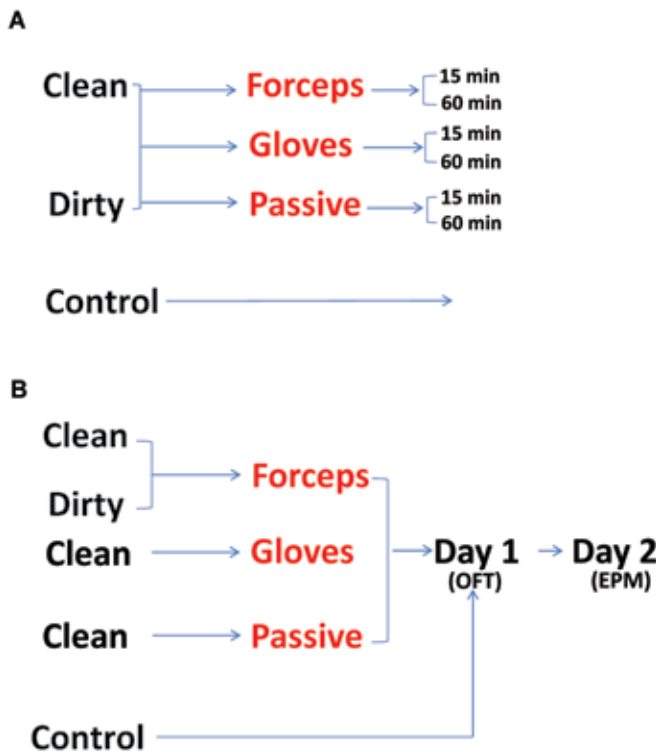 A
Clean Forceps 15 min
60 min
Gloves 15 min
60 min
Dirty Passive 15 min
60 min
Control
B
Clean
Forceps
Dirty
Clean Gloves Day 1 Day 2
(OFT) (EPM)
Clean Passive
Control